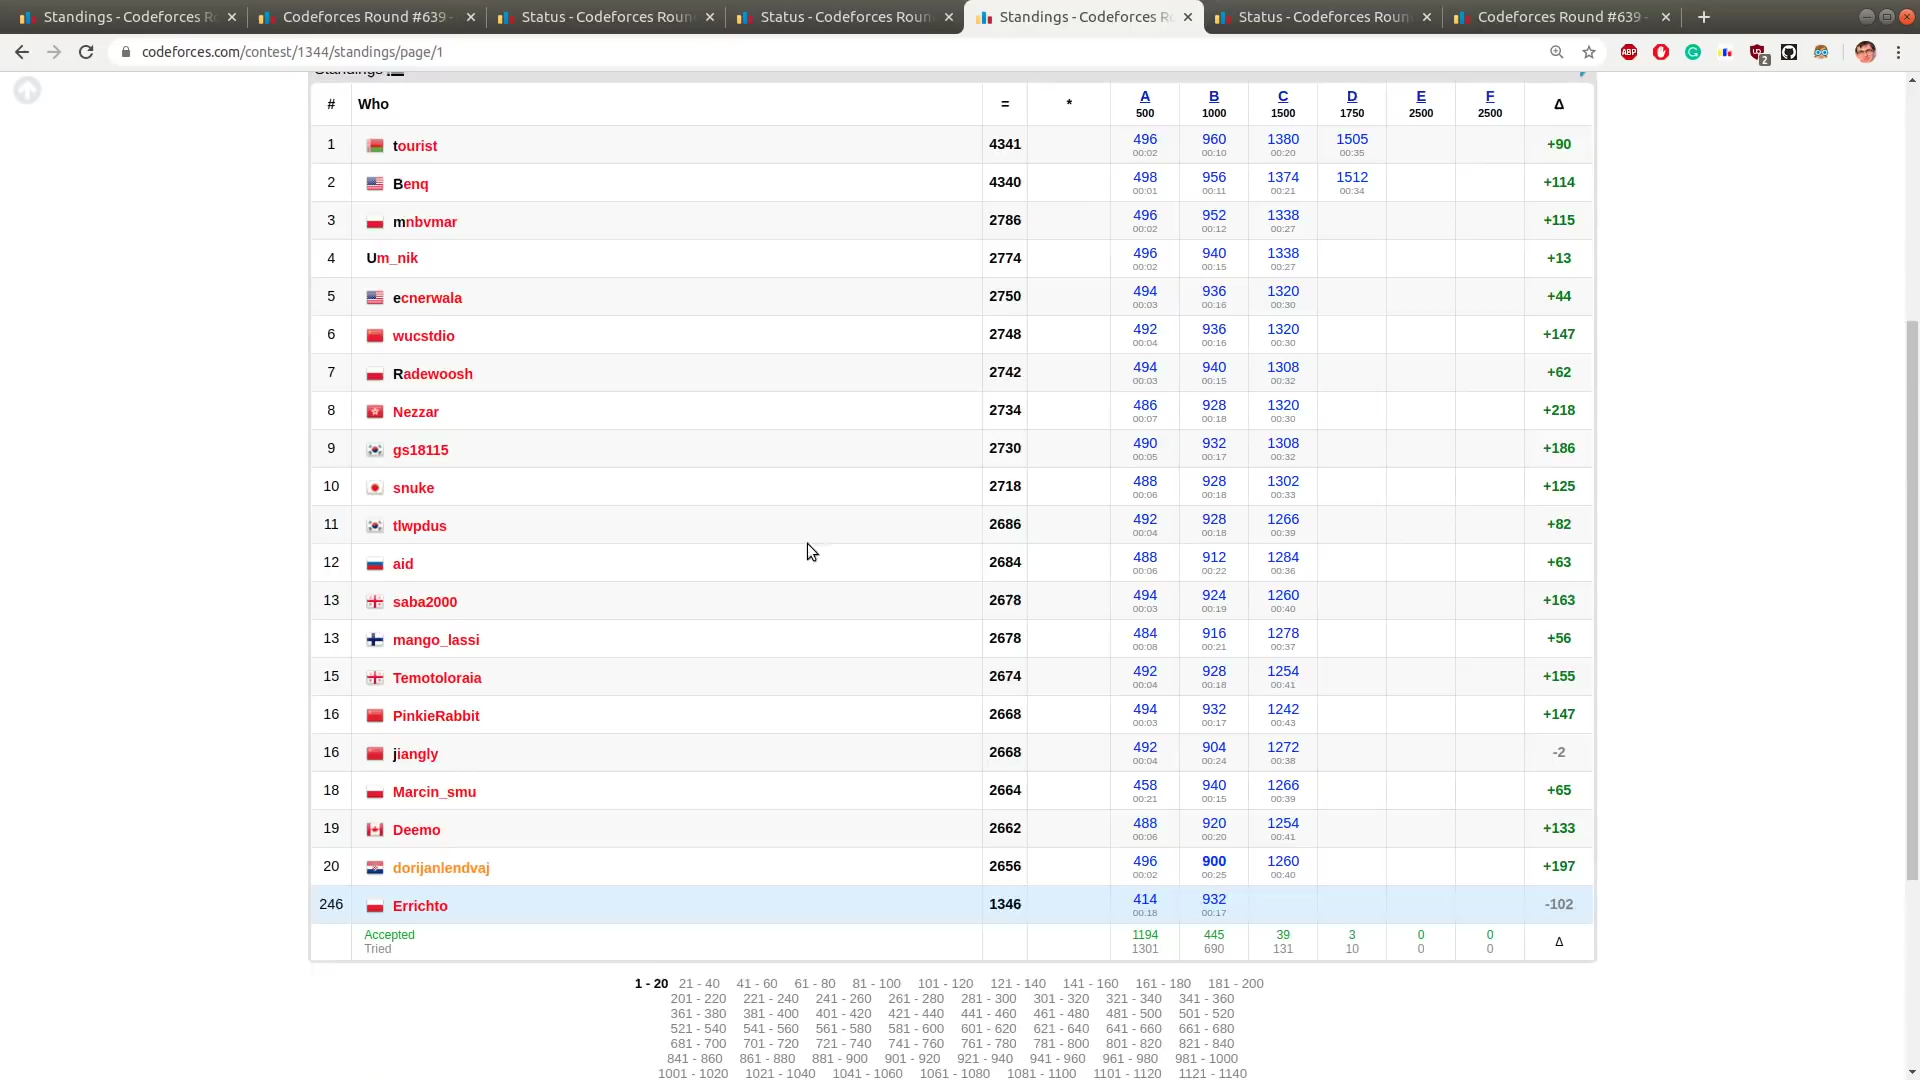 Standings - Codeforces Ro Codeforces Round #639 - Status - Codeforces Roun Status - Codeforces Roun Standings - Codeforces Ro Status - Codeforces Roun Codeforces Round #639 -
codeforces.com/contest/1344/standings/page/1 ABP 2
Standings
# Who = * A B C D E F Δ
500 1000 1500 1750 2500 2500
1 tourist 4341 496 960 1380 1505 +90
00:02 00:10 00:20 00:35
2 Benq 4340 498 956 1374 1512 +114
00:01 00:11 00:21 00:34
3 mnbvmar 2786 496 952 1338 +115
00:02 00:12 00:27
4 Um_nik 2774 496 940 1338 +13
00:02 00:15 00:27
5 ecnerwala 2750 494 936 1320 +44
00:03 00:16 00:30
6 wucstdio 2748 492 936 1320 +147
00:04 00:16 00:30
7 Radewoosh 2742 494 940 1308 +62
00:03 00:15 00:32
8 Nezzar 2734 486 928 1320 +218
00:07 00:18 00:30
9 gs18115 2730 490 932 1308 +186
00:05 00:17 00:32
10 snuke 2718 488 928 1302 +125
00:06 00:18 00:33
11 tlwpdus 2686 492 928 1266 +82
00:04 00:18 00:39
12 aid 2684 488 912 1284 +63
00:06 00:22 00:36
13 saba2000 2678 494 924 1260 +163
00:03 00:19 00:40
13 mango_lassi 2678 484 916 1278 +56
00:08 00:21 00:37
15 Temotoloraia 2674 492 928 1254 +155
00:04 00:18 00:41
16 PinkieRabbit 2668 494 932 1242 +147
00:03 00:17 00:43
16 jiangly 2668 492 904 1272 -2
00:04 00:24 00:38
18 Marcin_smu 2664 458 940 1266 +65
00:21 00:15 00:39
19 Deemo 2662 488 920 1254 +133
00:06 00:20 00:41
20 dorijanlendvaj 2656 496 900 1260 +197
00:02 00:25 00:40
246 Errichto 1346 414 932 -102
00:18 00:17
Accepted 1194 445 39 3 0 0 Δ
Tried 1301 690 131 10 0 0
1 - 20 21 - 40 41 - 60 61 - 80 81 - 100 101 - 120 121 - 140 141 - 160 161 - 180 181 - 200
201 - 220 221 - 240 241 - 260 261 - 280 281 - 300 301 - 320 321 - 340 341 - 360
361 - 380 381 - 400 401 - 420 421 - 440 441 - 460 461 - 480 481 - 500 501 - 520
521 - 540 541 - 560 561 - 580 581 - 600 601 - 620 621 - 640 641 - 660 661 - 680
681 - 700 701 - 720 721 - 740 741 - 760 761 - 780 781 - 800 801 - 820 821 - 840
841 - 860 861 - 880 881 - 900 901 - 920 921 - 940 941 - 960 961 - 980 981 - 1000
1001 - 1020 1021 - 1040 1041 - 1060 1061 - 1080 1081 - 1100 1101 - 1120 1121 - 1140